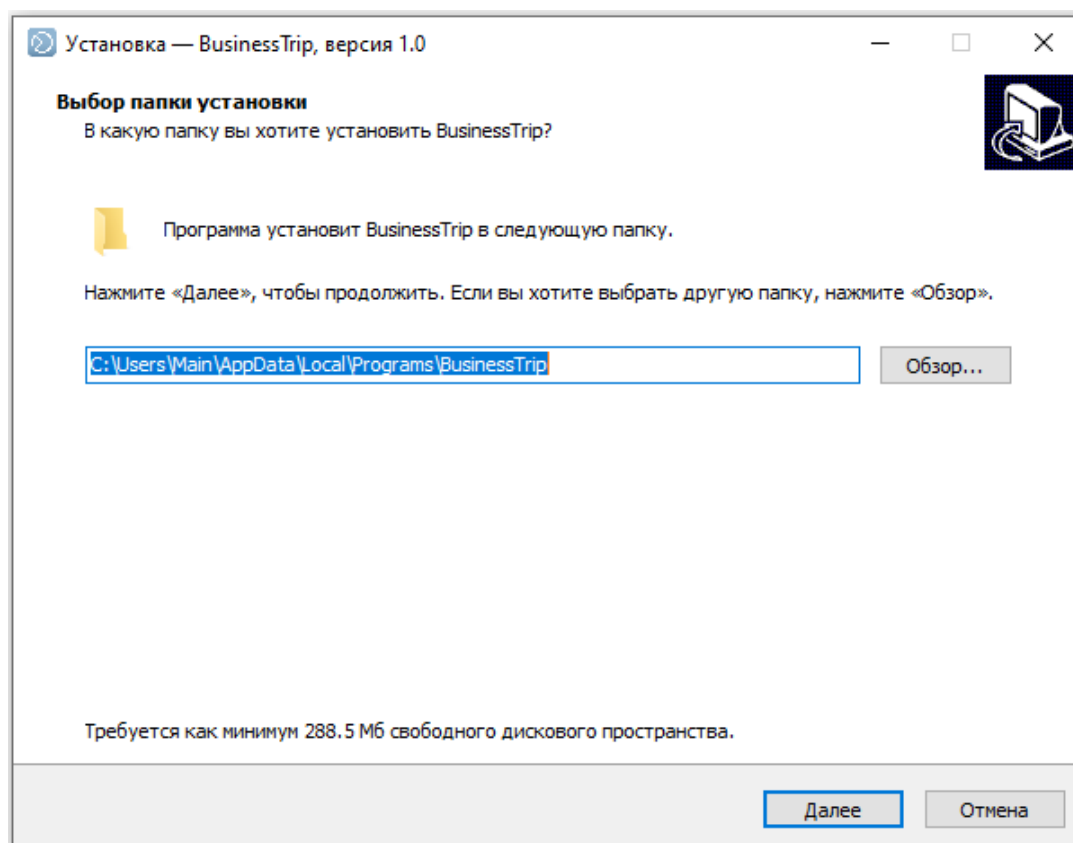 Установка — BusinessTrip, версия 1.0
Выбор папки установки
В какую папку вы хотите установить BusinessTrip?
Программа установит BusinessTrip в следующую папку.
Нажмите «Далее», чтобы продолжить. Если вы хотите выбрать другую папку, нажмите «Обзор».
C:\Users\Main\AppData\Local\Programs\BusinessTrip
Обзор...
Требуется как минимум 288.5 Мб свободного дискового пространства.
Далее
Отмена